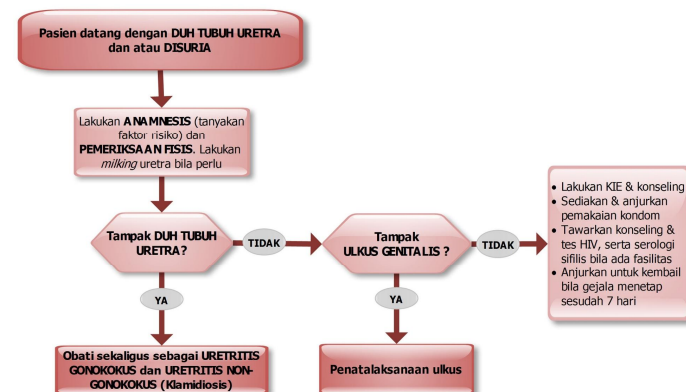 Pasien datang dengan DUH TUBUH URETRA
dan atau DISURIA
Lakukan ANAMNESIS (tanyakan
faktor risiko) dan
PEMERIKSAAN FISIS. Lakukan
milking uretra bila perlu
Tampak DUH TUBUH
URETRA?
TIDAK
Tampak
ULKUS GENITALIS ?
TIDAK
• Lakukan KIE & konseling
• Sediakan & anjurkan
pemakaian kondom
• Tawarkan konseling &
tes HIV, serta serologi
sifilis bila ada fasilitas
• Anjurkan untuk kembail
bila gejala menetap
sesudah 7 hari
YA
YA
Obati sekaligus sebagai URETRITIS
GONOKOKUS dan URETRITIS NON-
GONOKOKUS (Klamidiosis)
Penatalaksanaan ulkus